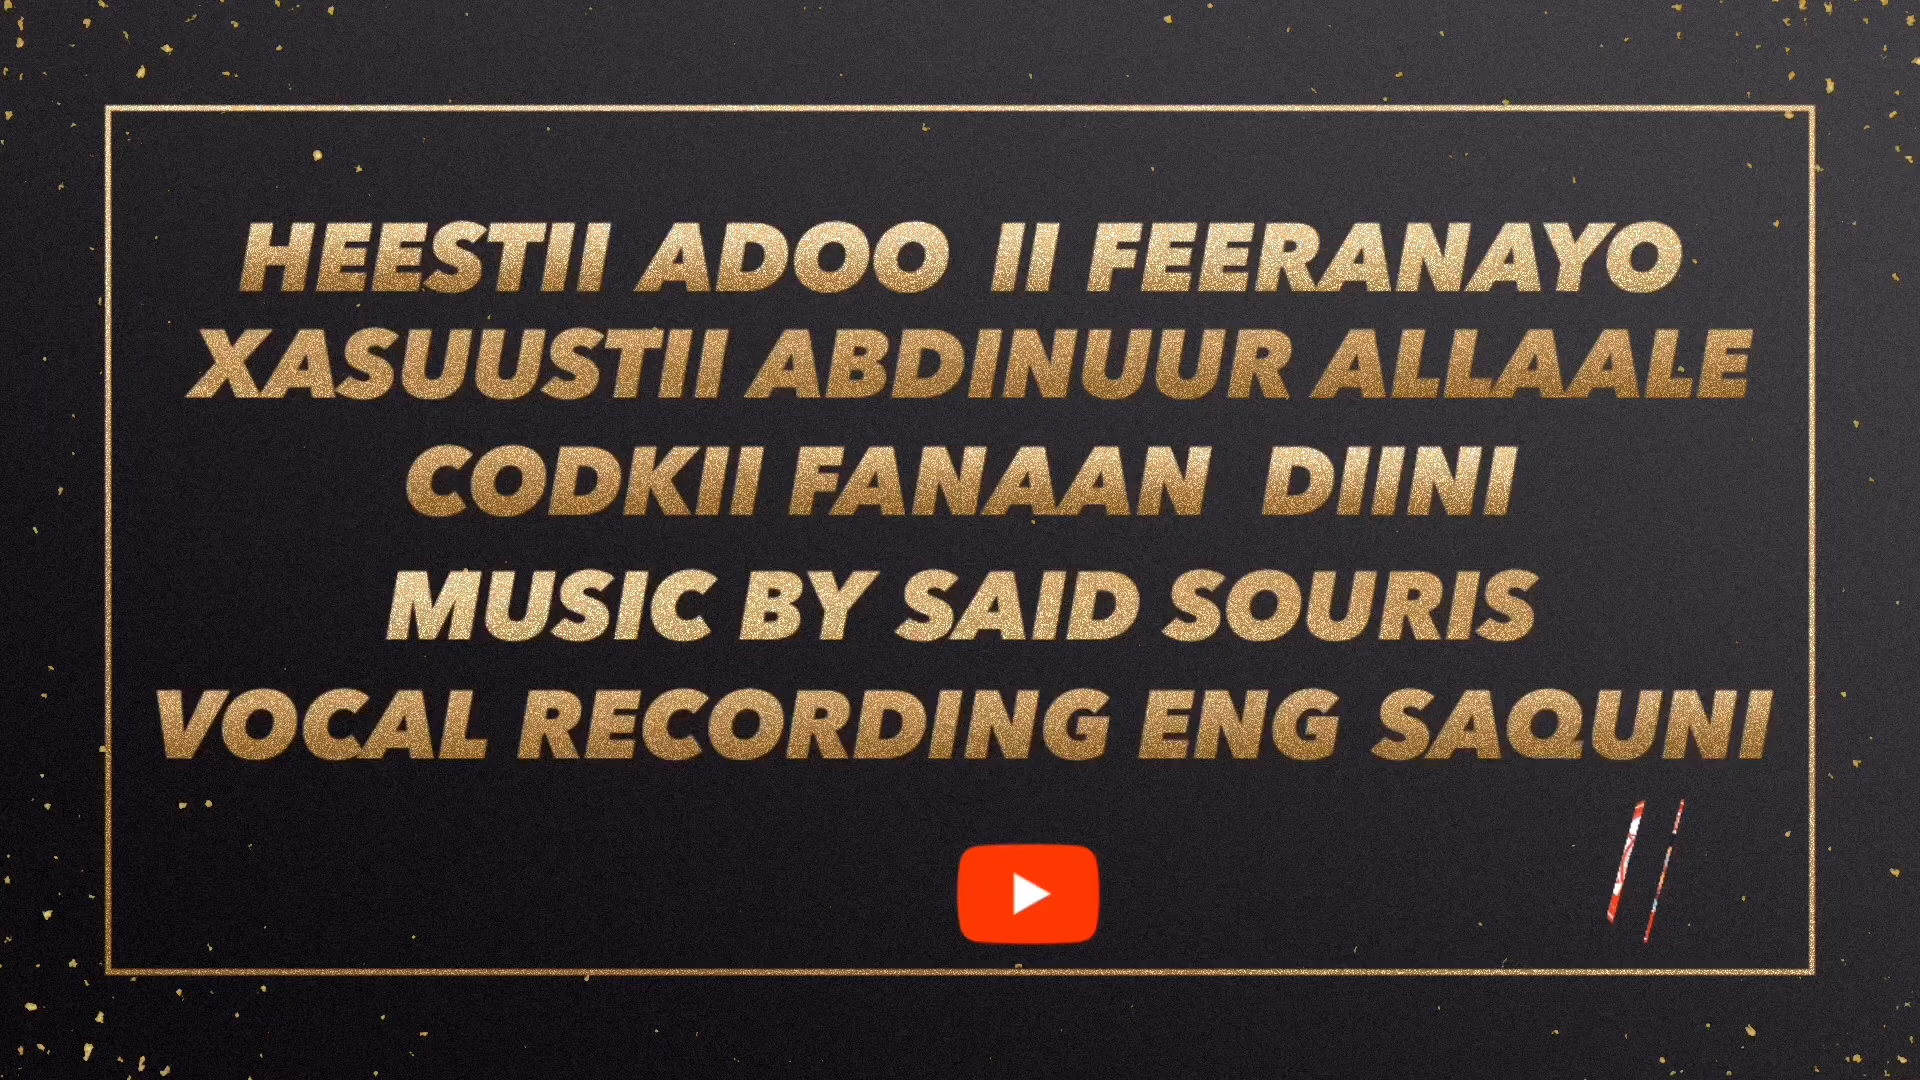 HEESTII ADOO II FEERANAYO
XASUUSTII ABDINUUR ALLAALE
CODKII FANAAN DIINI
MUSIC BY SAID SOURIS
VOCAL RECORDING ENG SAQUNI